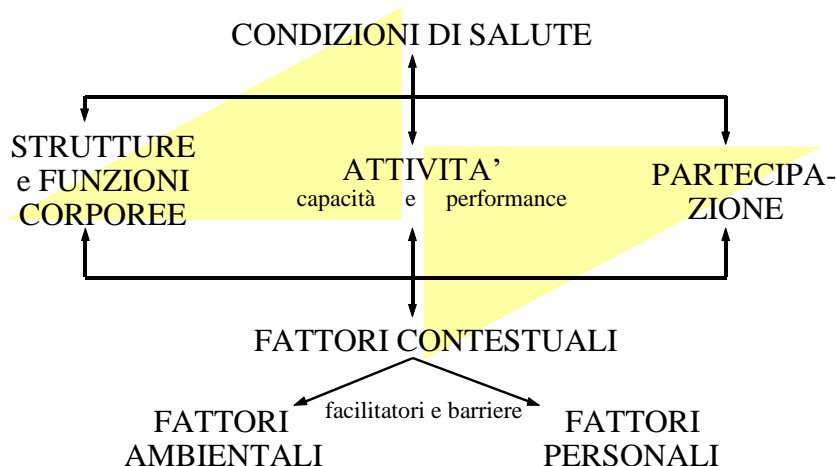 CONDIZIONI DI SALUTE
STRUTTURE
e FUNZIONI
CORPOREE
ATTIVITA’
capacità e performance
PARTECIPA-
ZIONE
FATTORI CONTESTUALI
facilitatori e barriere
FATTORI
AMBIENTALI
FATTORI
PERSONALI